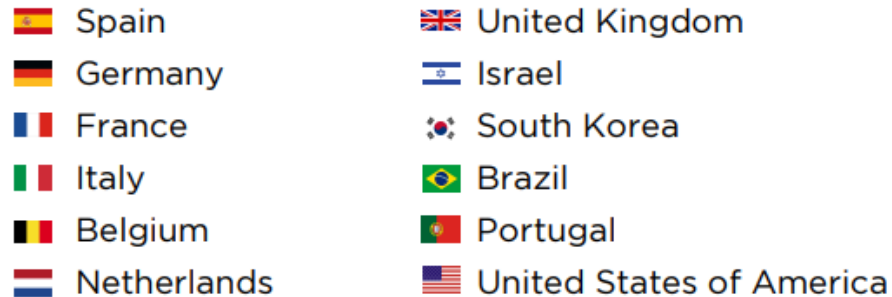 Spain
Germany
France
Italy
Belgium
Netherlands
United Kingdom
Israel
South Korea
Brazil
Portugal
United States of America